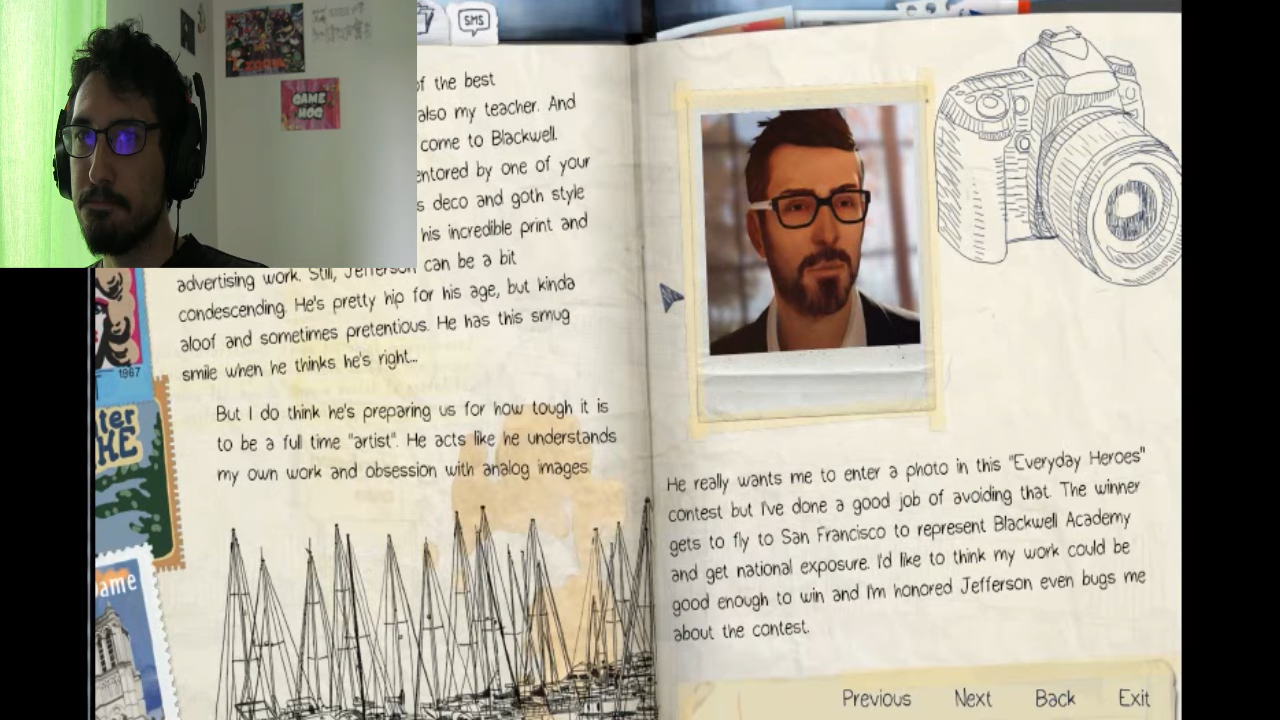 SMS
GAME
HOG
of the best
also my teacher. And
come to Blackwell.
entored by one of your
s deco and goth style
his incredible print and
advertising work. Still, Jefferson can be a bit
condescending. He's pretty hip for his age, but kinda
aloof and sometimes pretentious. He has this smug
smile when he thinks he's right...
But I do think he's preparing us for how tough it is
to be a full time "artist". He acts like he understands
my own work and obsession with analog images.
1967
ame
He really wants me to enter a photo in this "Everyday Heroes"
contest but I've done a good job of avoiding that. The winner
gets to fly to San Francisco to represent Blackwell Academy
and get national exposure. I'd like to think my work could be
good enough to win and I'm honored Jefferson even bugs me
about the contest.
Previous Next Back Exit